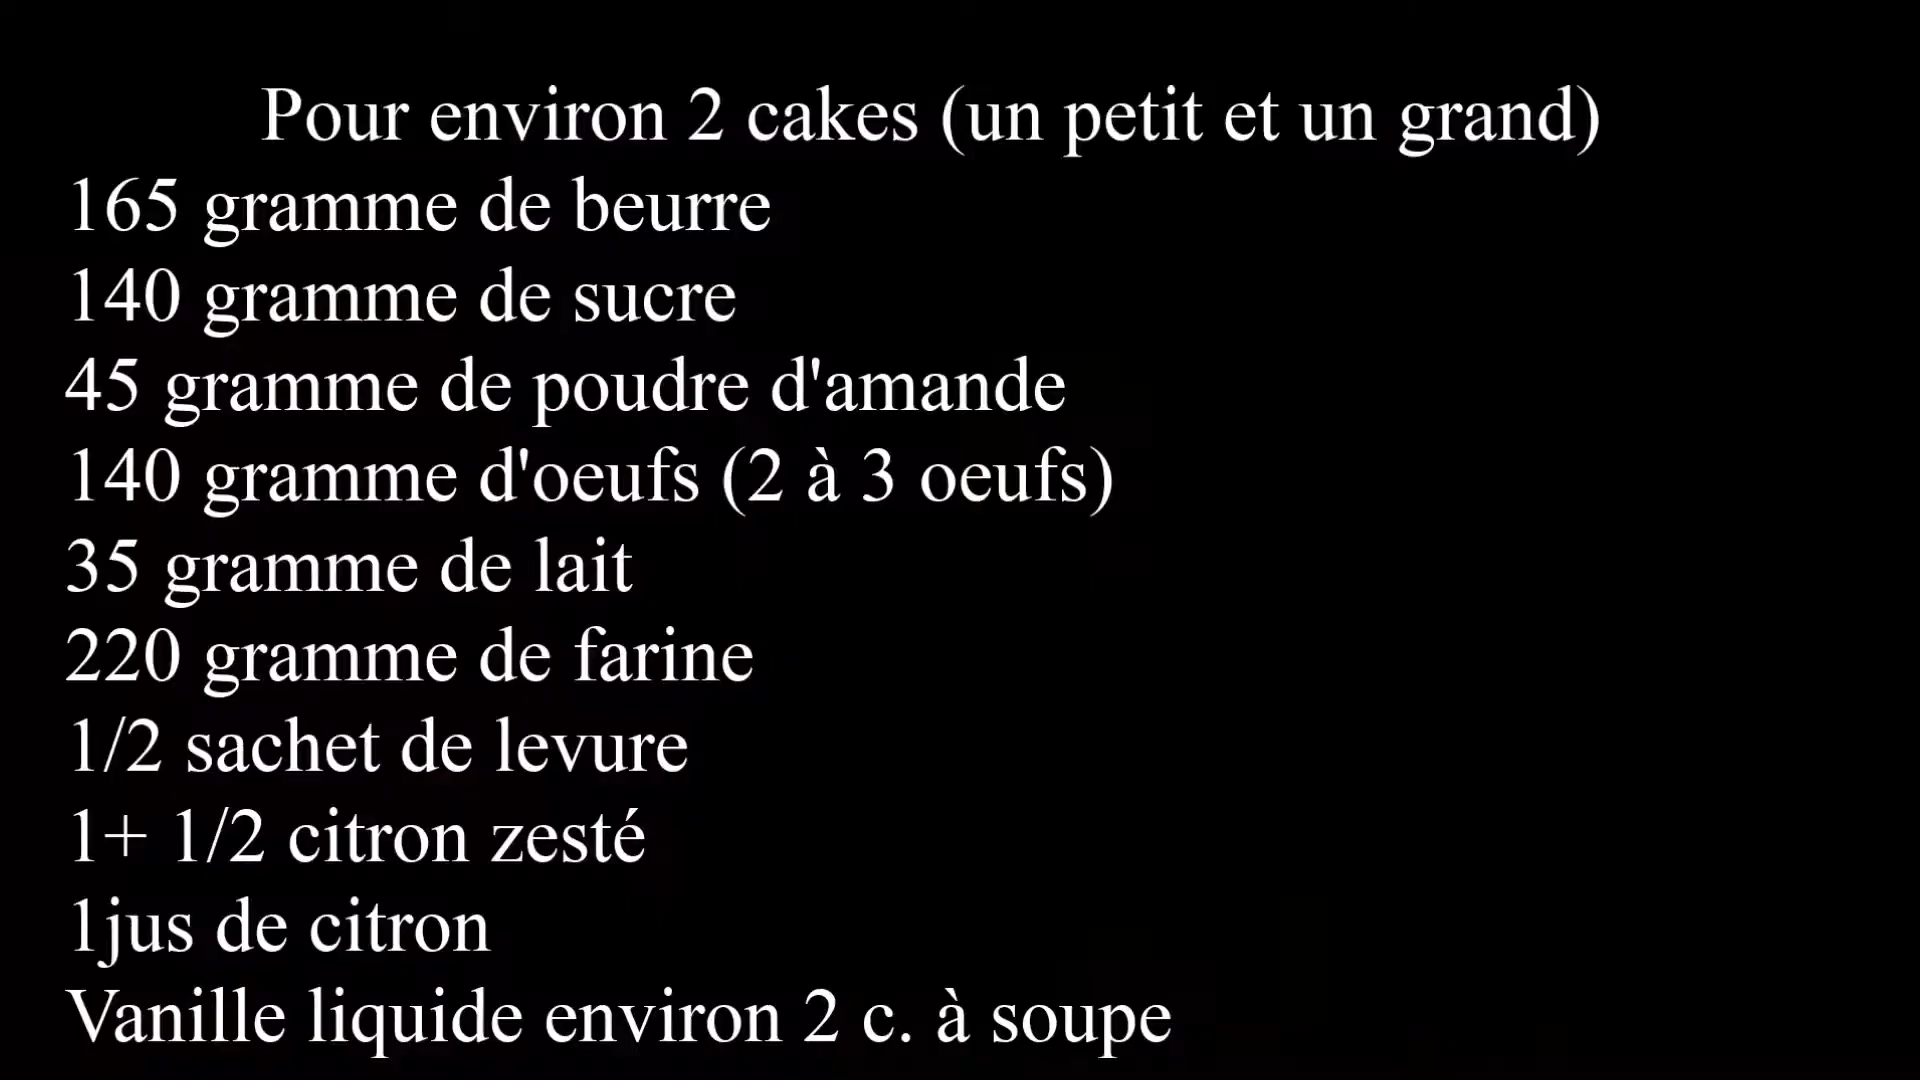 Pour environ 2 cakes (un petit et un grand)
165 gramme de beurre
140 gramme de sucre
45 gramme de poudre d'amande
140 gramme d'oeufs (2 à 3 oeufs)
35 gramme de lait
220 gramme de farine
1/2 sachet de levure
1+ 1/2 citron zesté
1jus de citron
Vanille liquide environ 2 c. à soupe